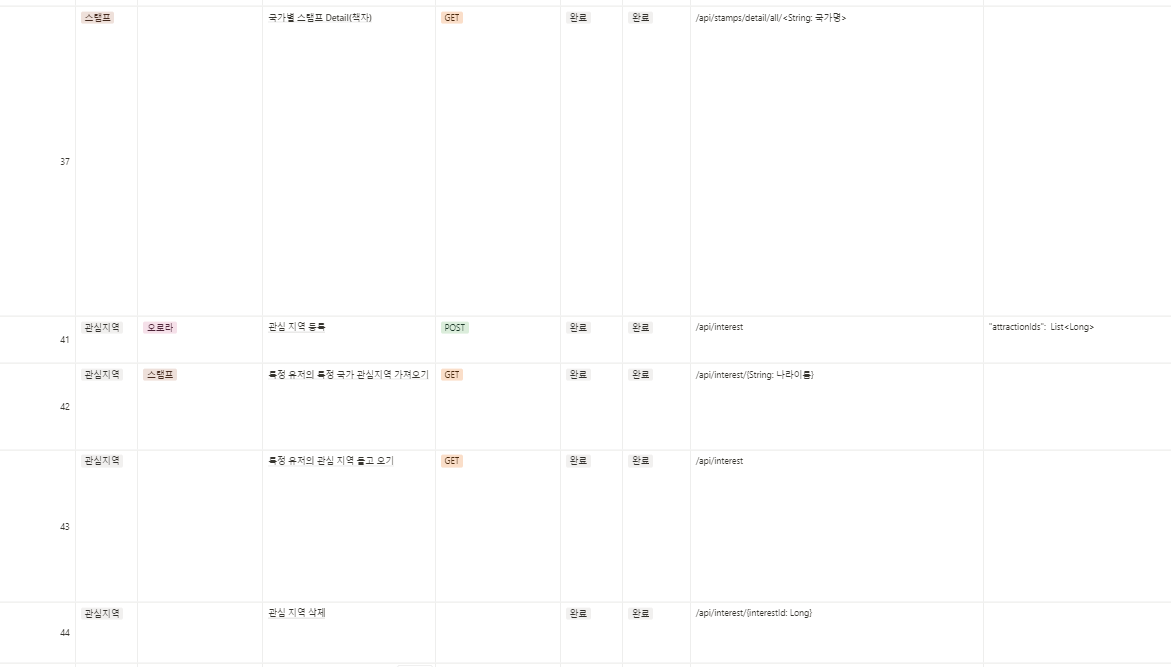 스탬프 국가별 스탬프 Detail(책자) GET 완료 완료 /api/stamps/detail/all/<String: 국가명>
37
관심지역 오로라 관심 지역 등록 POST 완료 완료 /api/interest "attractionIds": List<Long>
41
관심지역 스탬프 특정 유저의 특정 국가 관심지역 가져오기 GET 완료 완료 /api/interest/{String: 나라이름}
42
관심지역 특정 유저의 관심 지역 들고 오기 GET 완료 완료 /api/interest
43
관심지역 관심 지역 삭제 완료 완료 /api/interest/{interestId: Long}
44